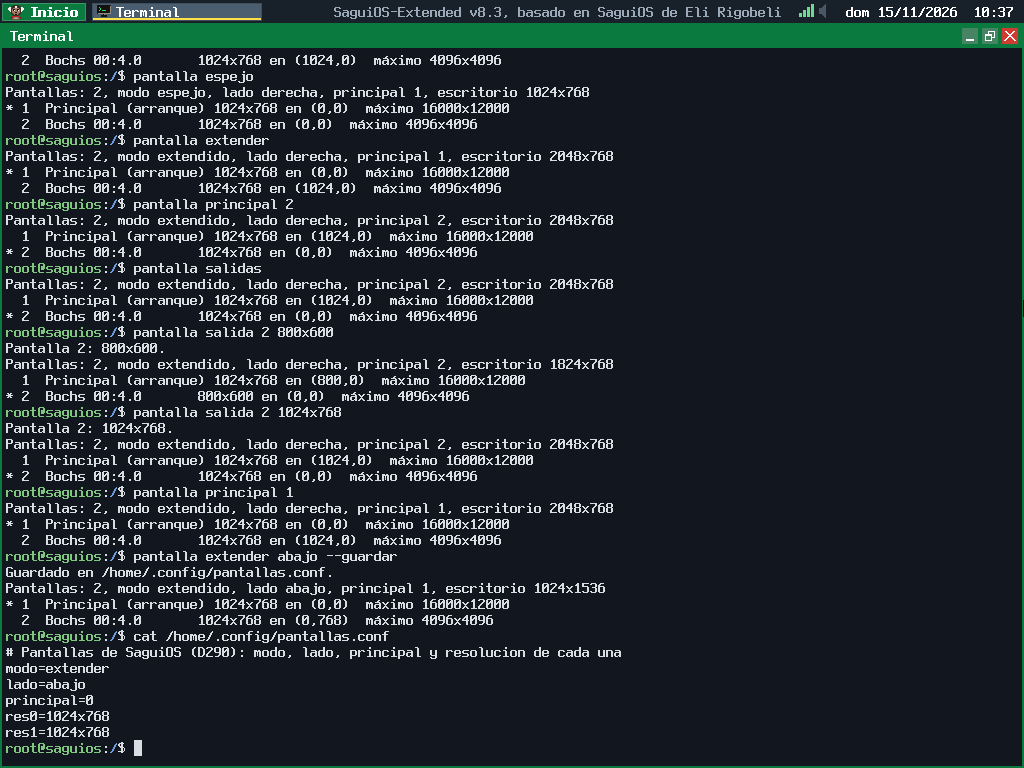 Inicio
Terminal
SaguiOS-Extended v8.3, basado en SaguiOS de Eli Rigobeli
dom 15/11/2026 10:37
Terminal
2 Bochs 00:4.0 1024x768 en (1024,0) máximo 4096x4096
root@saguios:/$ pantalla espejo
Pantallas: 2, modo espejo, lado derecha, principal 1, escritorio 1024x768
* 1 Principal (arranque) 1024x768 en (0,0) máximo 16000x12000
2 Bochs 00:4.0 1024x768 en (0,0) máximo 4096x4096
root@saguios:/$ pantalla extender
Pantallas: 2, modo extendido, lado derecha, principal 1, escritorio 2048x768
* 1 Principal (arranque) 1024x768 en (0,0) máximo 16000x12000
2 Bochs 00:4.0 1024x768 en (1024,0) máximo 4096x4096
root@saguios:/$ pantalla principal 2
Pantallas: 2, modo extendido, lado derecha, principal 2, escritorio 2048x768
1 Principal (arranque) 1024x768 en (1024,0) máximo 16000x12000
* 2 Bochs 00:4.0 1024x768 en (0,0) máximo 4096x4096
root@saguios:/$ pantalla salidas
Pantallas: 2, modo extendido, lado derecha, principal 2, escritorio 2048x768
1 Principal (arranque) 1024x768 en (1024,0) máximo 16000x12000
* 2 Bochs 00:4.0 1024x768 en (0,0) máximo 4096x4096
root@saguios:/$ pantalla salida 2 800x600
Pantalla 2: 800x600.
Pantallas: 2, modo extendido, lado derecha, principal 2, escritorio 1824x768
1 Principal (arranque) 1024x768 en (800,0) máximo 16000x12000
* 2 Bochs 00:4.0 800x600 en (0,0) máximo 4096x4096
root@saguios:/$ pantalla salida 2 1024x768
Pantalla 2: 1024x768.
Pantallas: 2, modo extendido, lado derecha, principal 2, escritorio 2048x768
1 Principal (arranque) 1024x768 en (1024,0) máximo 16000x12000
* 2 Bochs 00:4.0 1024x768 en (0,0) máximo 4096x4096
root@saguios:/$ pantalla principal 1
Pantallas: 2, modo extendido, lado derecha, principal 1, escritorio 2048x768
* 1 Principal (arranque) 1024x768 en (0,0) máximo 16000x12000
2 Bochs 00:4.0 1024x768 en (1024,0) máximo 4096x4096
root@saguios:/$ pantalla extender abajo --guardar
Guardado en /home/.config/pantallas.conf.
Pantallas: 2, modo extendido, lado abajo, principal 1, escritorio 1024x1536
* 1 Principal (arranque) 1024x768 en (0,0) máximo 16000x12000
2 Bochs 00:4.0 1024x768 en (0,768) máximo 4096x4096
root@saguios:/$ cat /home/.config/pantallas.conf
# Pantallas de SaguiOS (D290): modo, lado, principal y resolucion de cada una
modo=extender
lado=abajo
principal=0
res0=1024x768
res1=1024x768
root@saguios:/$